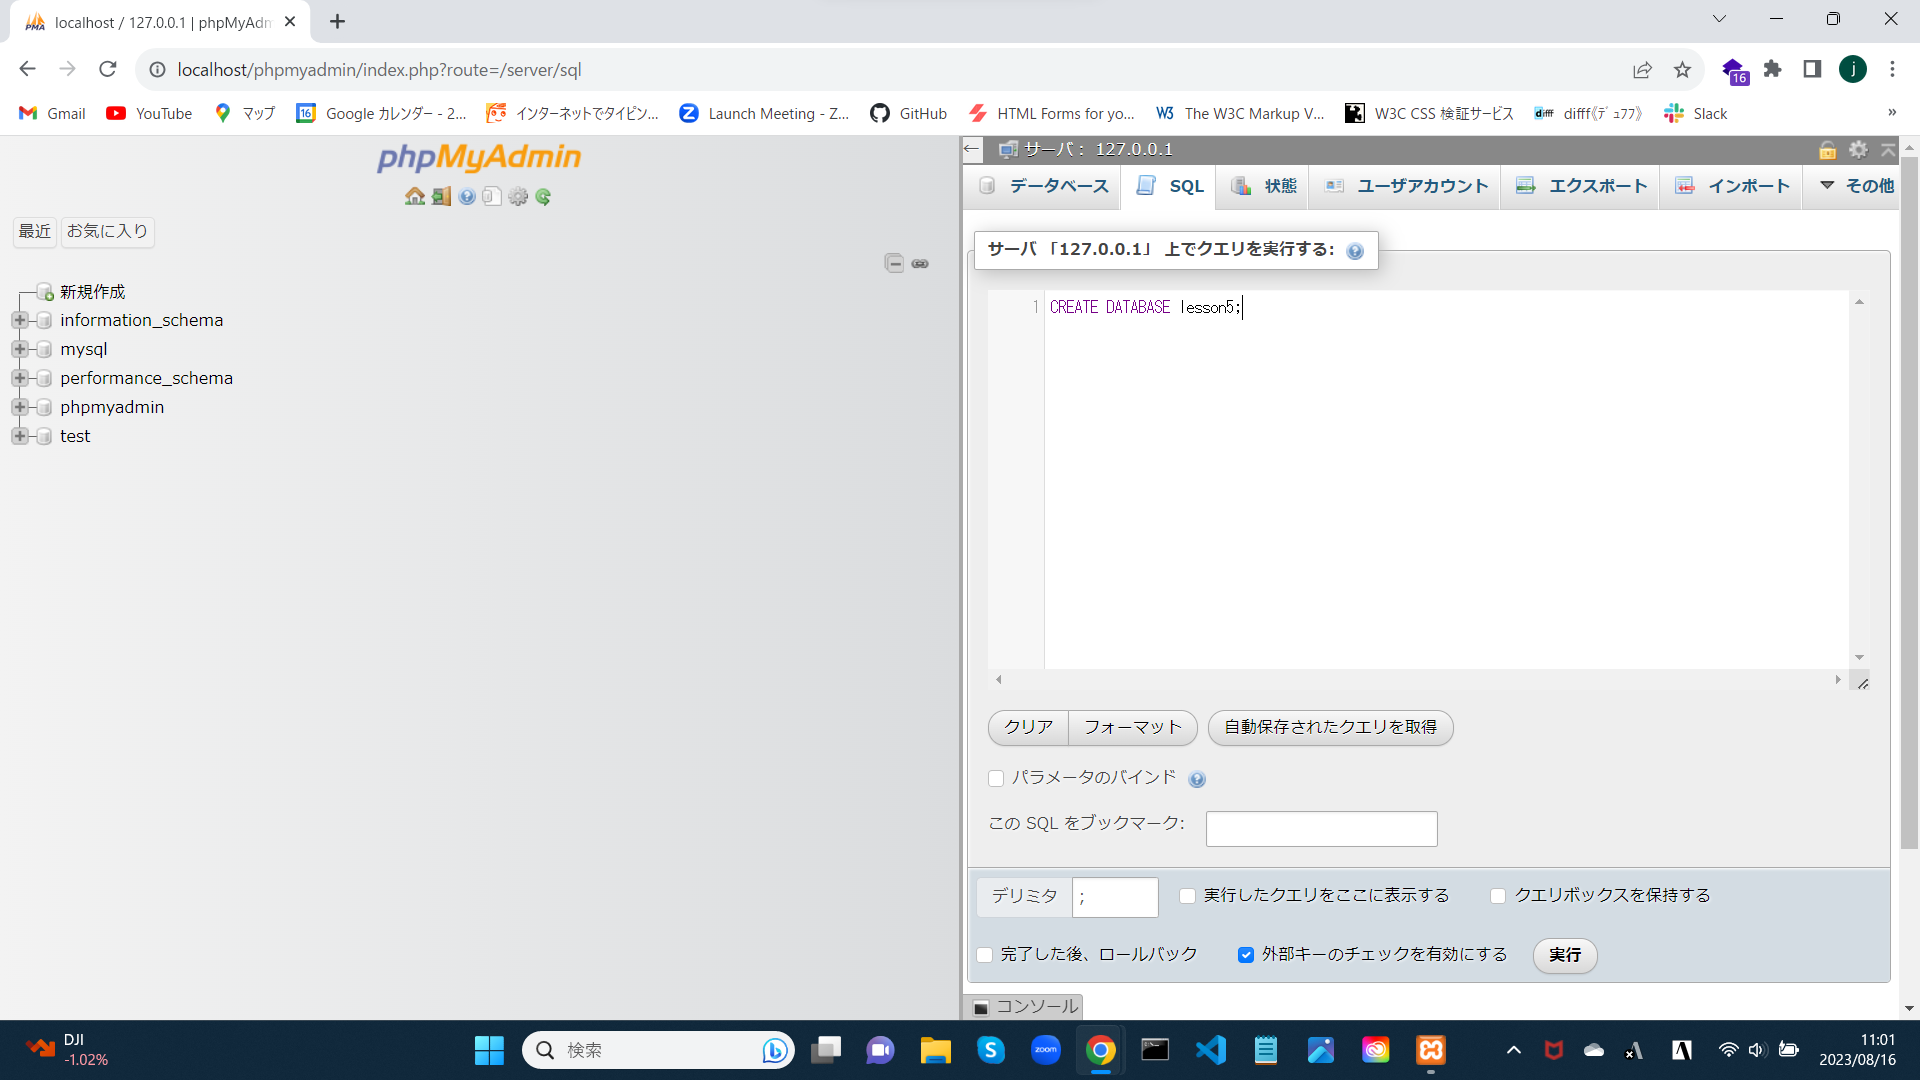 localhost / 127.0.0.1 | phpMyAdm
localhost/phpmyadmin/index.php?route=/server/sql
16
j
Gmail
YouTube
マップ
16
Google カレンダー - 2...
インターネットでタイピン...
Launch Meeting - Z...
GitHub
HTML Forms for yo...
The W3C Markup V...
W3C CSS 検証サービス
difff《ﾃﾞｭﾌﾌ》
Slack
»
phpMyAdmin
最近
お気に入り
新規作成
information_schema
mysql
performance_schema
phpmyadmin
test
サーバ： 127.0.0.1
データベース
SQL
状態
ユーザアカウント
エクスポート
インポート
その他
サーバ 「127.0.0.1」 上でクエリを実行する:
1
CREATE DATABASE lesson5;
クリア
フォーマット
自動保存されたクエリを取得
パラメータのバインド
この SQL をブックマーク:
デリミタ
;
実行したクエリをここに表示する
クエリボックスを保持する
完了した後、ロールバック
外部キーのチェックを有効にする
実行
コンソール
DJI
-1.02%
検索
zoom
A
11:01
2023/08/16